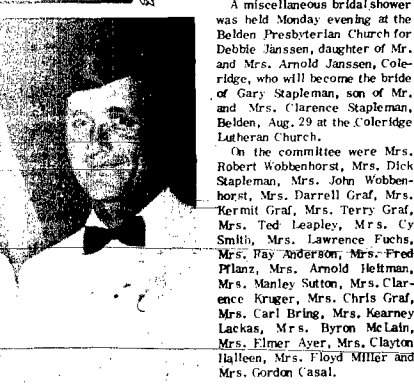 A miscellaneous bridal shower
was held Monday evening at the
Belden Presbyterian Church for
Debbie Janssen, daughter of Mr.
and Mrs. Arnold Janssen, Cole-
ridge, who will become the bride
of Gary Stapleman, son of Mr.
and Mrs. Clarence Stapleman,
Belden, Aug. 29 at the Coleridge
Lutheran Church.
On the committee were Mrs.
Robert Wobbenhorst, Mrs. Dick
Stapleman, Mrs. John Wobben-
horst, Mrs. Darrell Graf, Mrs.
Kermit Graf, Mrs. Terry Graf,
Mrs. Ted Leapley, Mrs. Cy
Smith, Mrs. Lawrence Fuchs,
Mrs. Ray Anderson, Mrs. Fred
Pflanz, Mrs. Arnold Heitman,
Mrs. Manley Sutton, Mrs. Clar-
ence Kruger, Mrs. Chris Graf,
Mrs. Carl Bring, Mrs. Kearney
Lackas, Mrs. Byron McLain,
Mrs. Elmer Ayer, Mrs. Clayton
Halleen, Mrs. Floyd Miller and
Mrs. Gordon Casal.